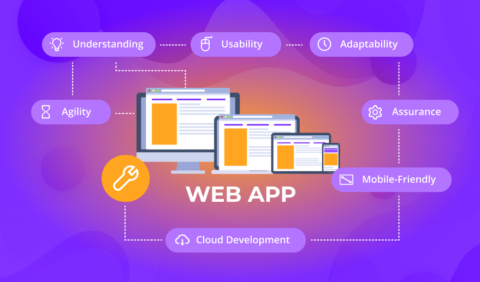 Understanding
Usability
Adaptability
Agility
Assurance
Mobile-Friendly
WEB APP
Cloud Development